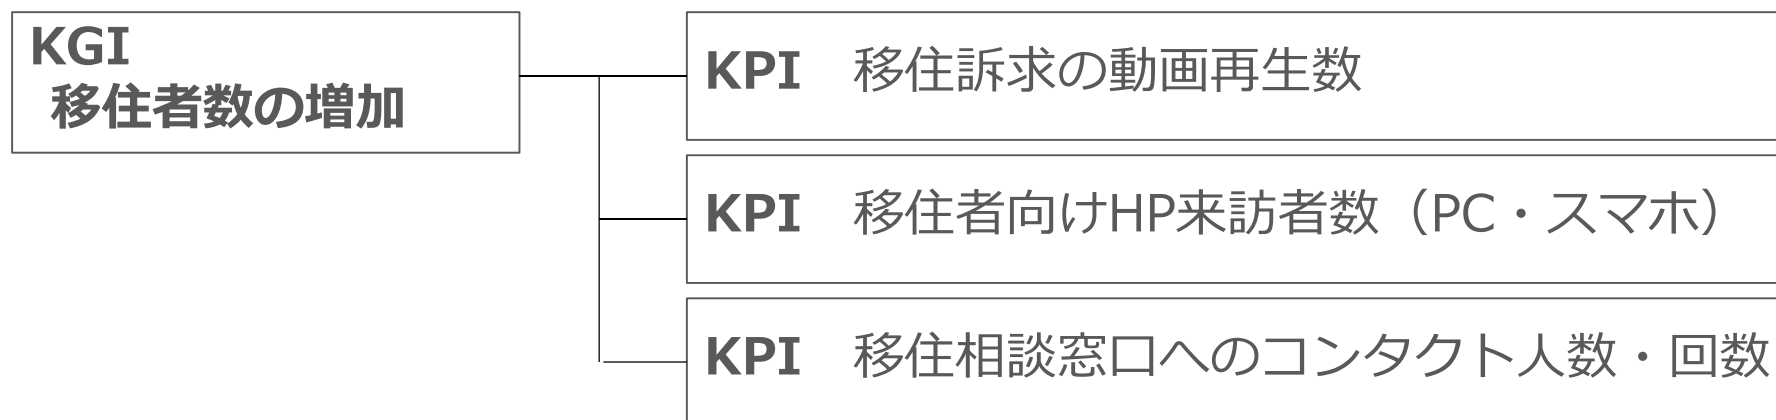 KGI
移住者数の増加
KPI　移住訴求の動画再生数
KPI　移住者向けHP来訪者数（PC・スマホ）
KPI　移住相談窓口へのコンタクト人数・回数